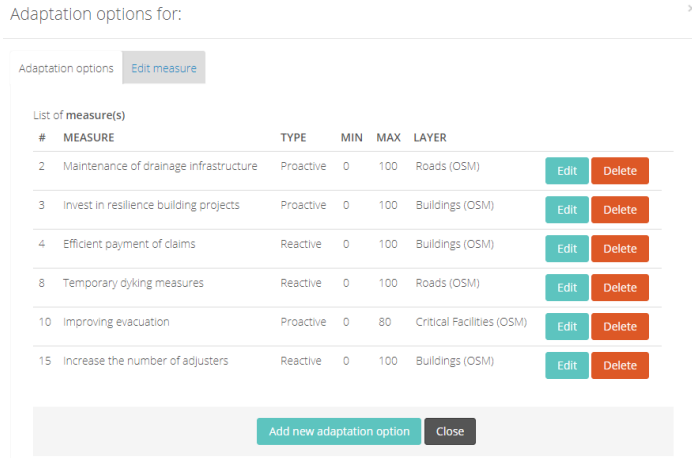 Adaptation options for:
Adaptation options Edit measure
List of measure(s)
# MEASURE TYPE MIN MAX LAYER
2 Maintenance of drainage infrastructure Proactive 0 100 Roads (OSM) Edit Delete
3 Invest in resilience building projects Proactive 0 100 Buildings (OSM) Edit Delete
4 Efficient payment of claims Reactive 0 100 Buildings (OSM) Edit Delete
8 Temporary dyking measures Reactive 0 100 Roads (OSM) Edit Delete
10 Improving evacuation Proactive 0 80 Critical Facilities (OSM) Edit Delete
15 Increase the number of adjusters Reactive 0 100 Buildings (OSM) Edit Delete
Add new adaptation option Close